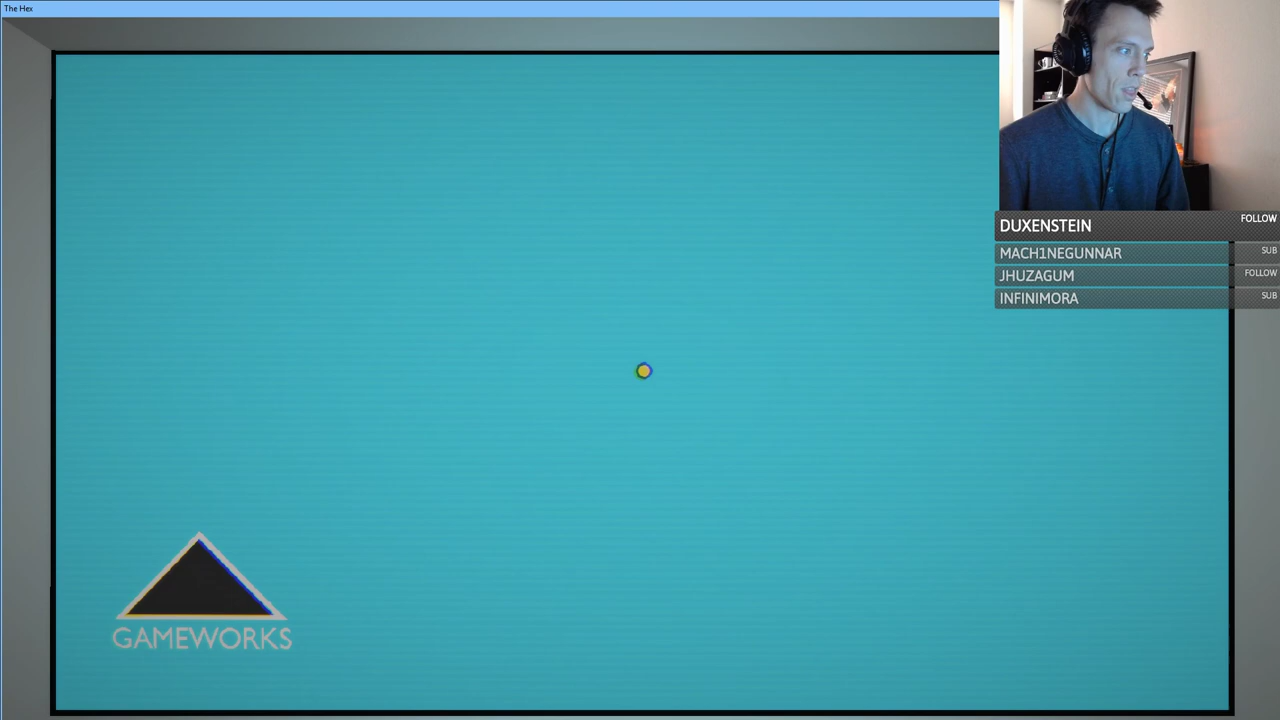 The Hex
DUXENSTEIN FOLLOW
MACH1NEGUNNAR SUB
JHUZAGUM FOLLOW
INFINIMORA SUB
GAMEWORKS